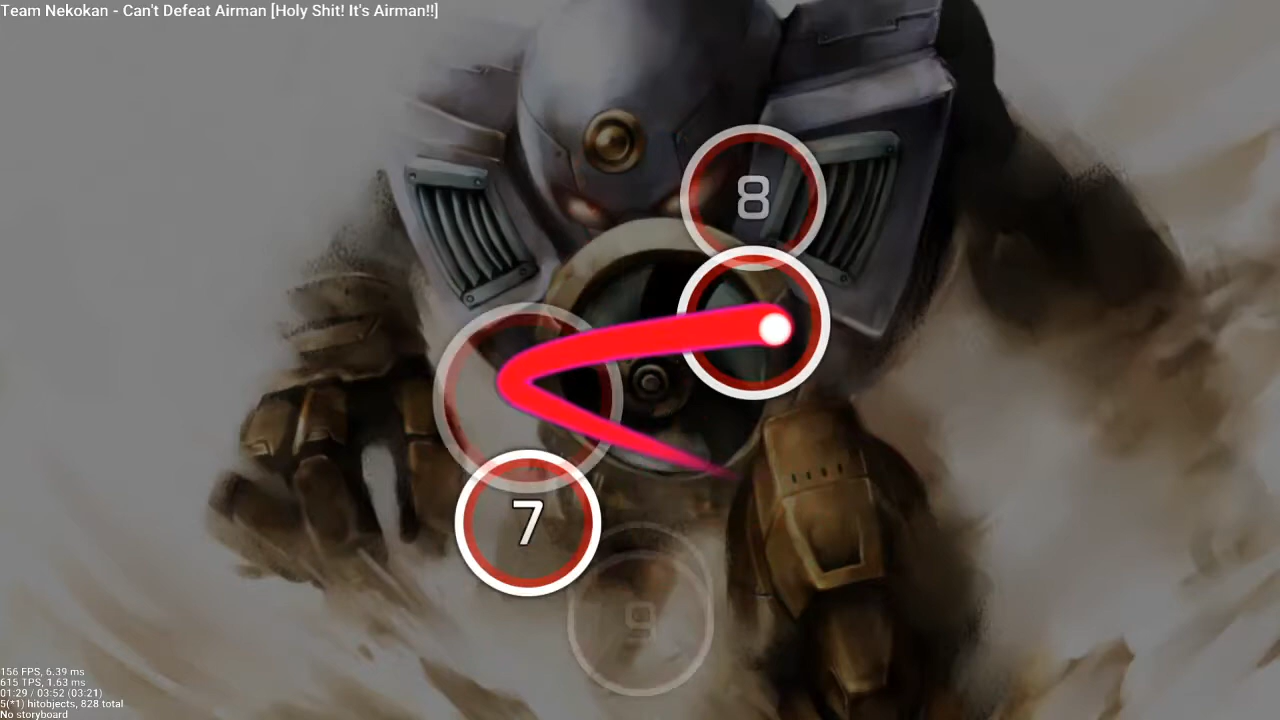 Team Nekokan - Can't Defeat Airman [Holy Shit! It's Airman!!]
8
7
9
156 FPS, 6.39 ms
615 TPS, 1.63 ms
01:29 / 03:52 (03:21)
5(*1) hitobjects, 828 total
No storyboard